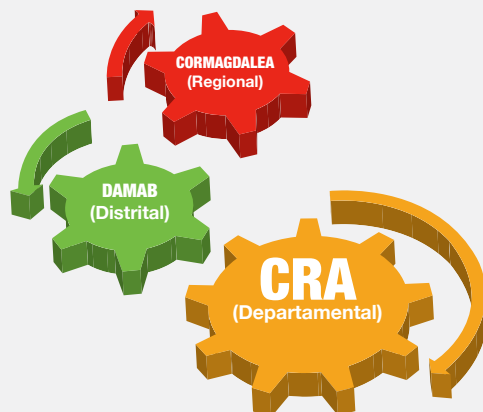 CORMAGDALEA
(Regional)
DAMAB
(Distrital)
CRA
(Departamental)